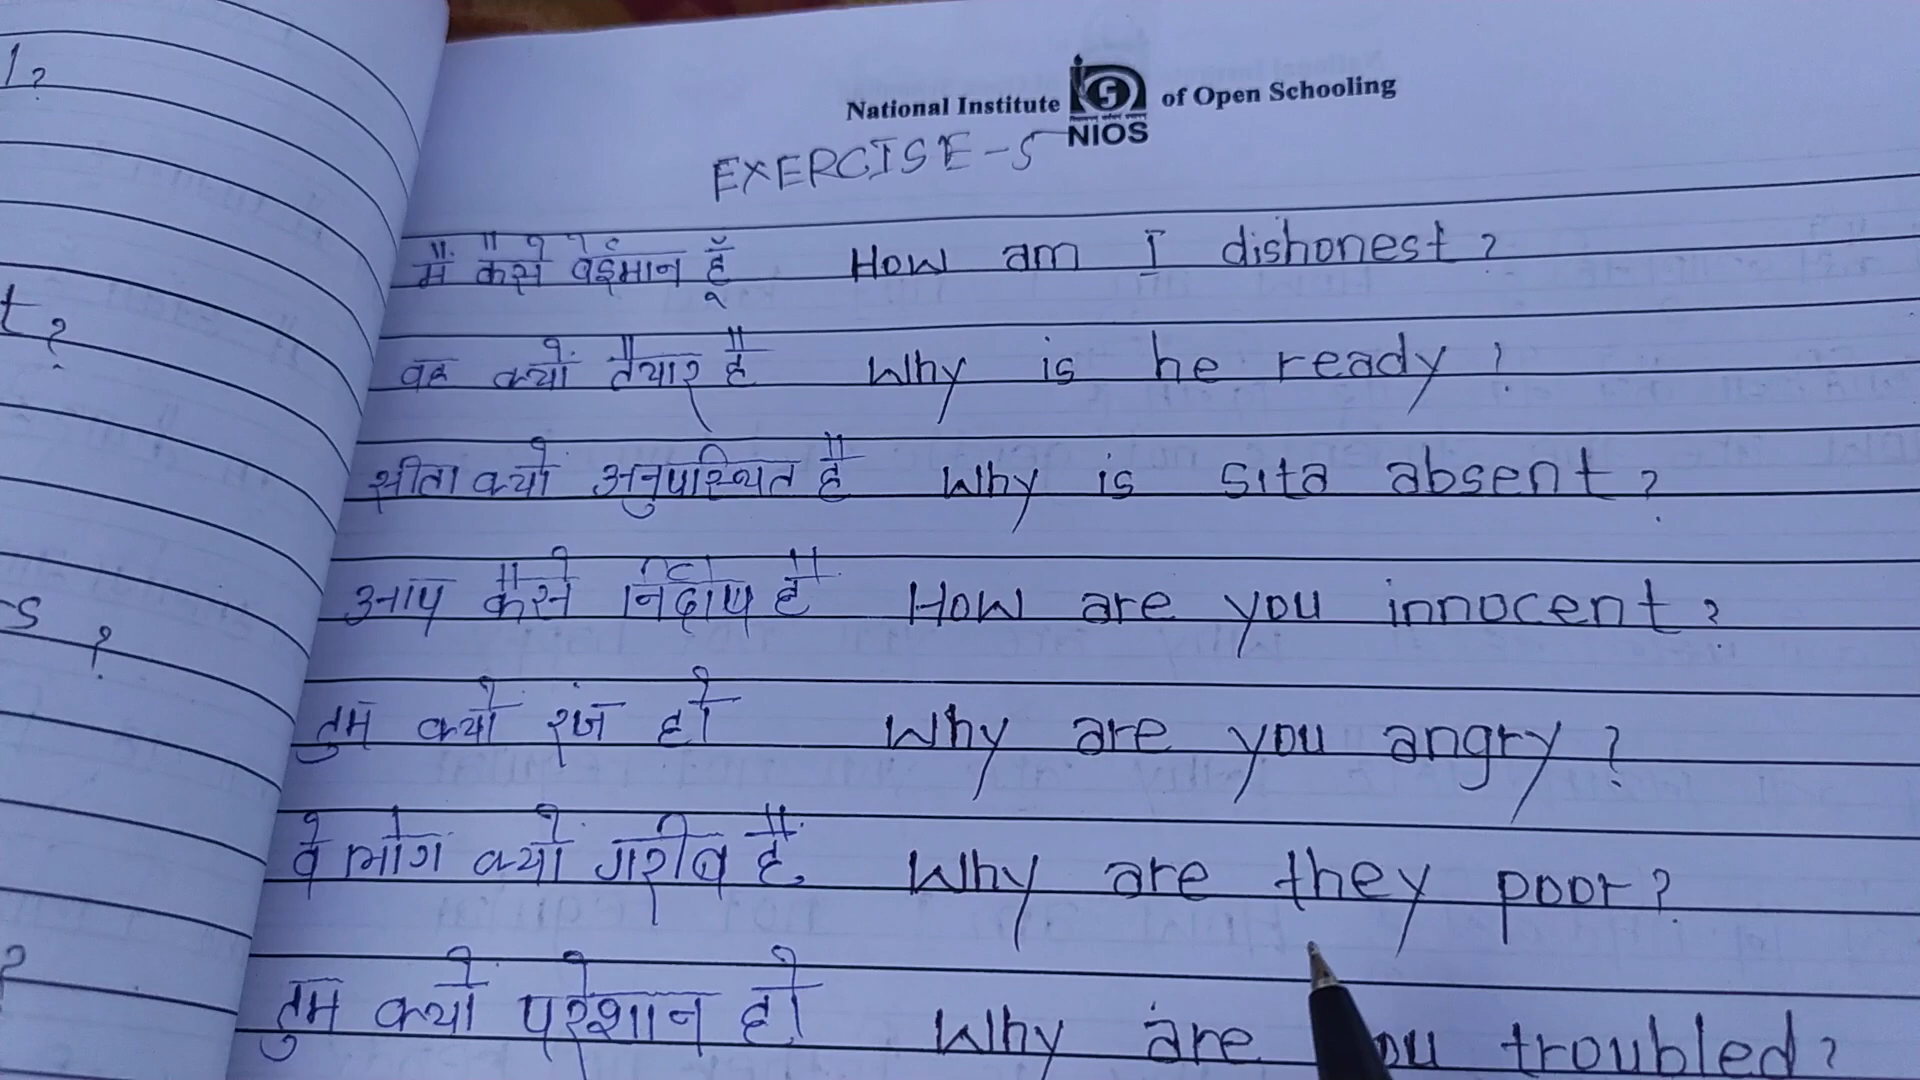 1?
t?
s?
?
National Institute of Open Schooling
NIOS
EXERCISE-5
मैं कैसे बेईमान हूँ How am I dishonest?
वह क्यों तैयार है Why is he ready?
सीता क्यों अनुपस्थित है Why is sita absent?
आप कैसे निर्दोष हैं How are you innocent?
तुम क्यों रंज हो Why are you angry?
वे लोग क्यों गरीब हैं Why are they poor?
तुम क्यों परेशान हो Why are you troubled?